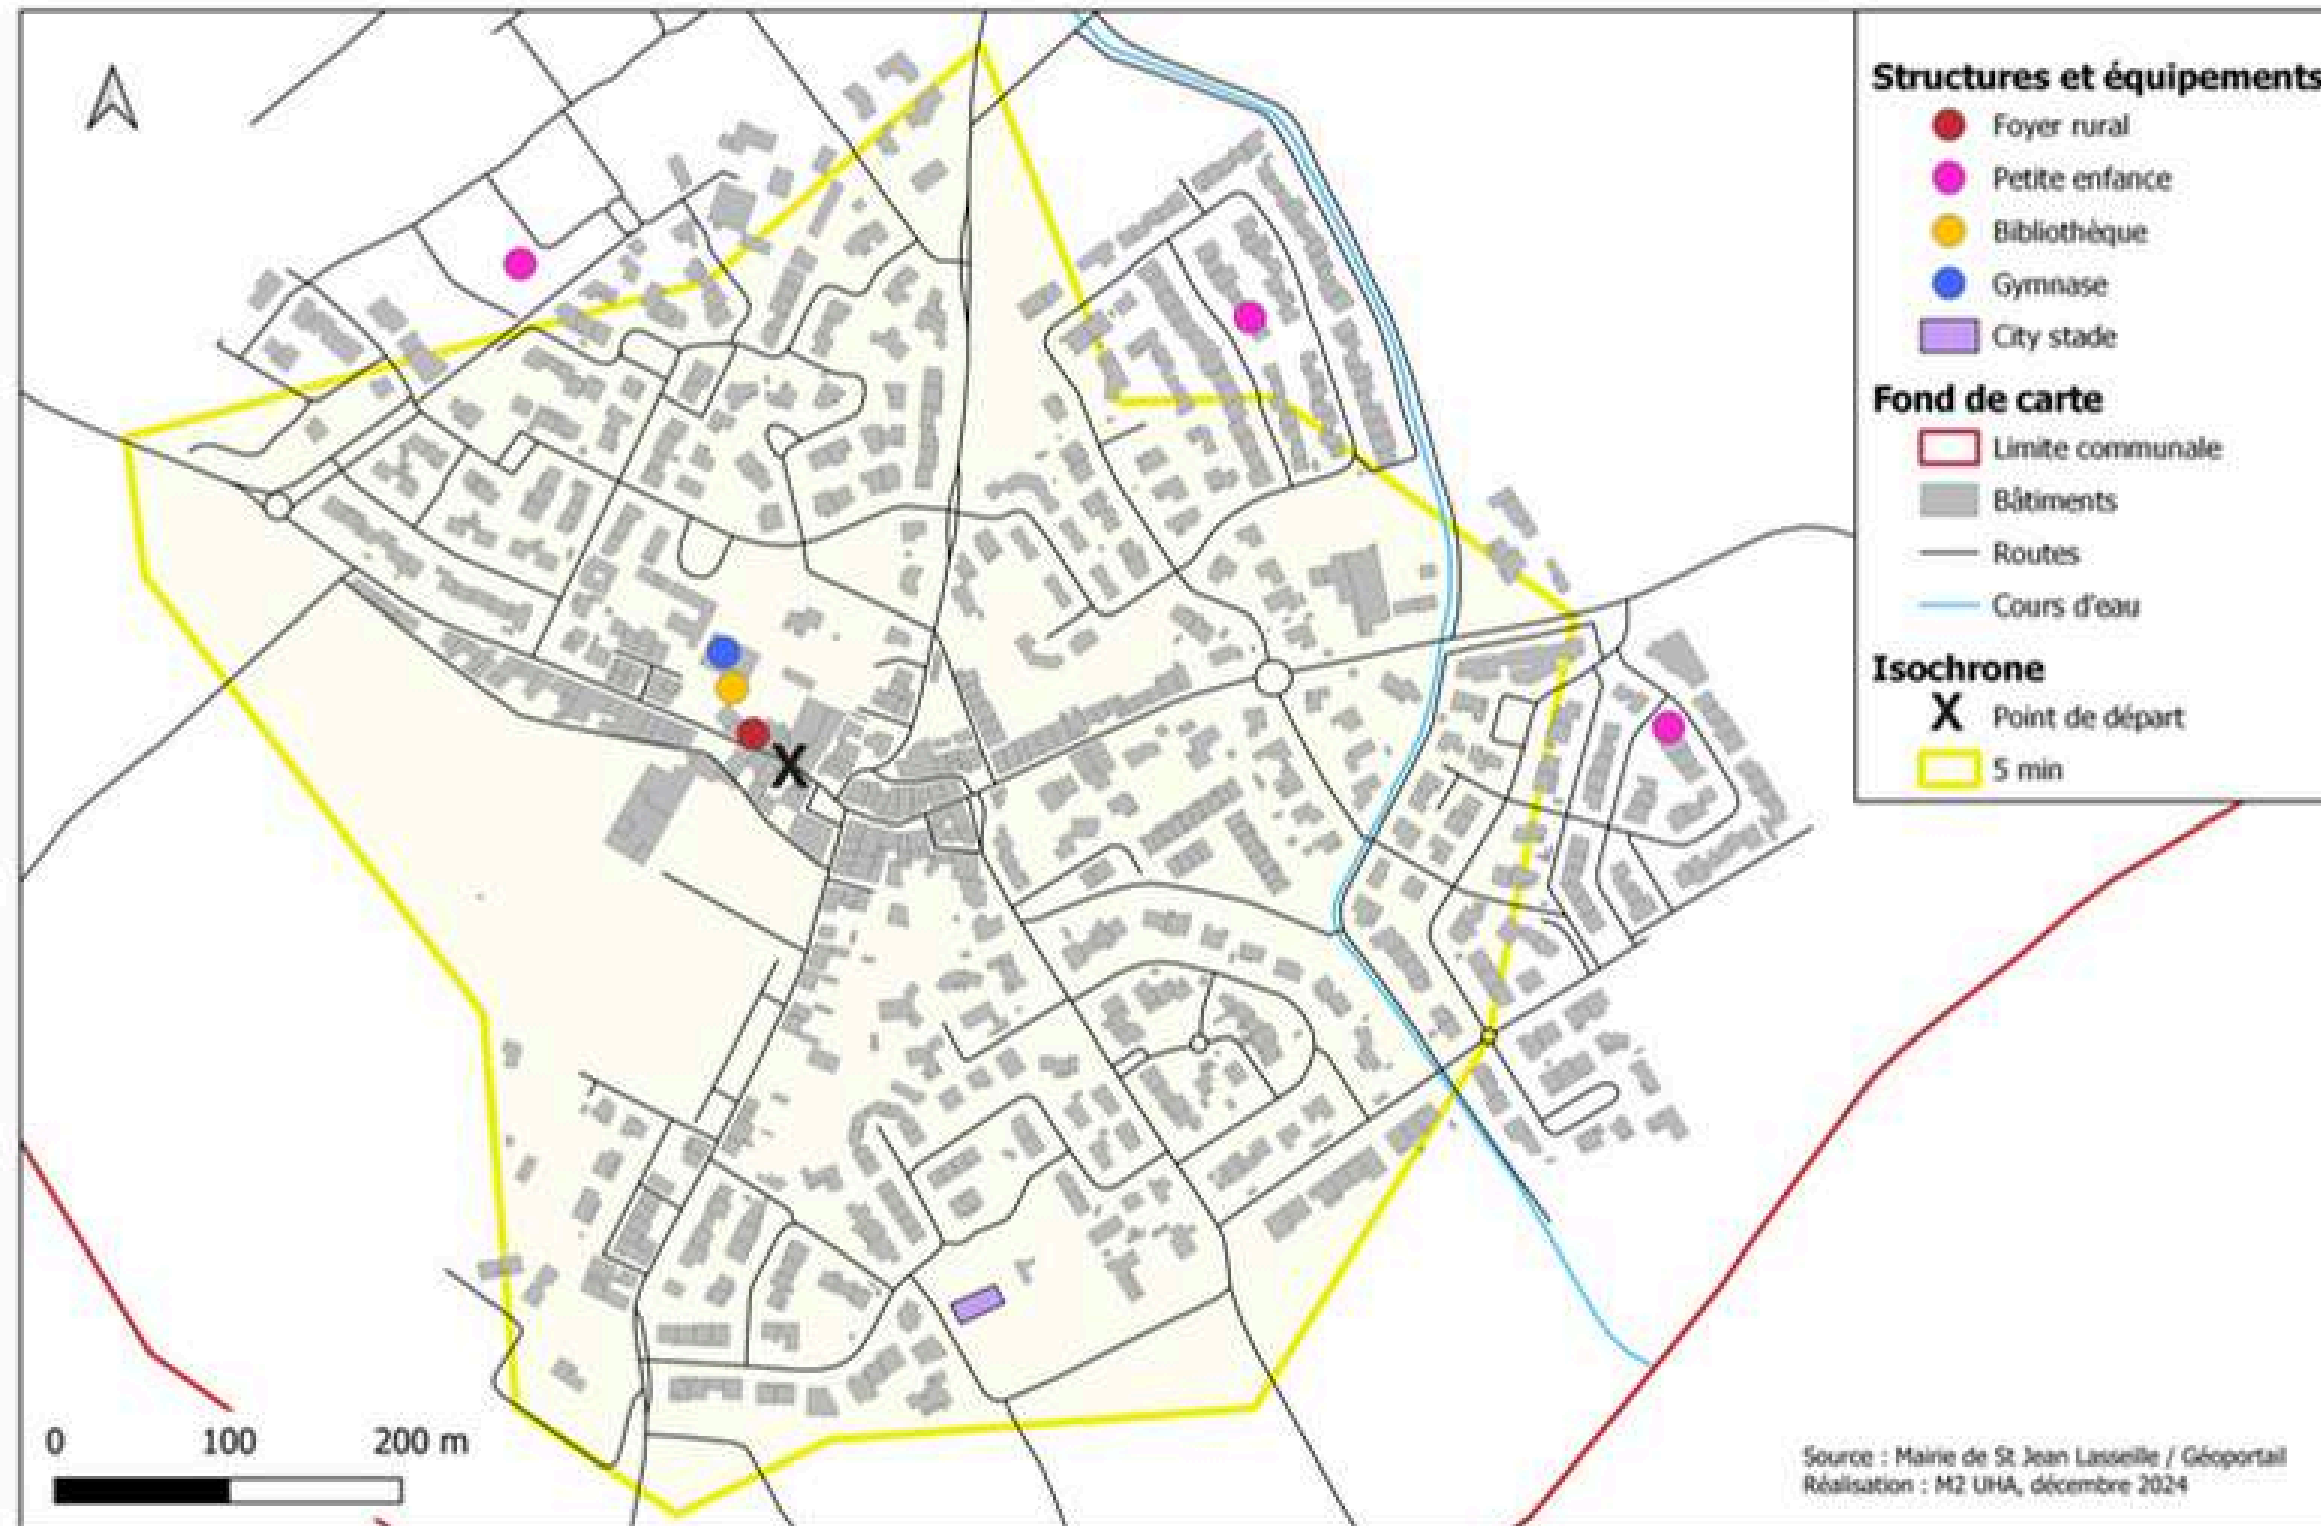 Structures et équipements
Foyer rural
Petite enfance
Bibliothèque
Gymnase
City stade
Fond de carte
Limite communale
Bâtiments
Routes
Cours d'eau
Isochrone
X Point de départ
5 min
X
0 100 200 m
Source : Mairie de St Jean Lasseille / Géoportail
Réalisation : M2 UHA, décembre 2024